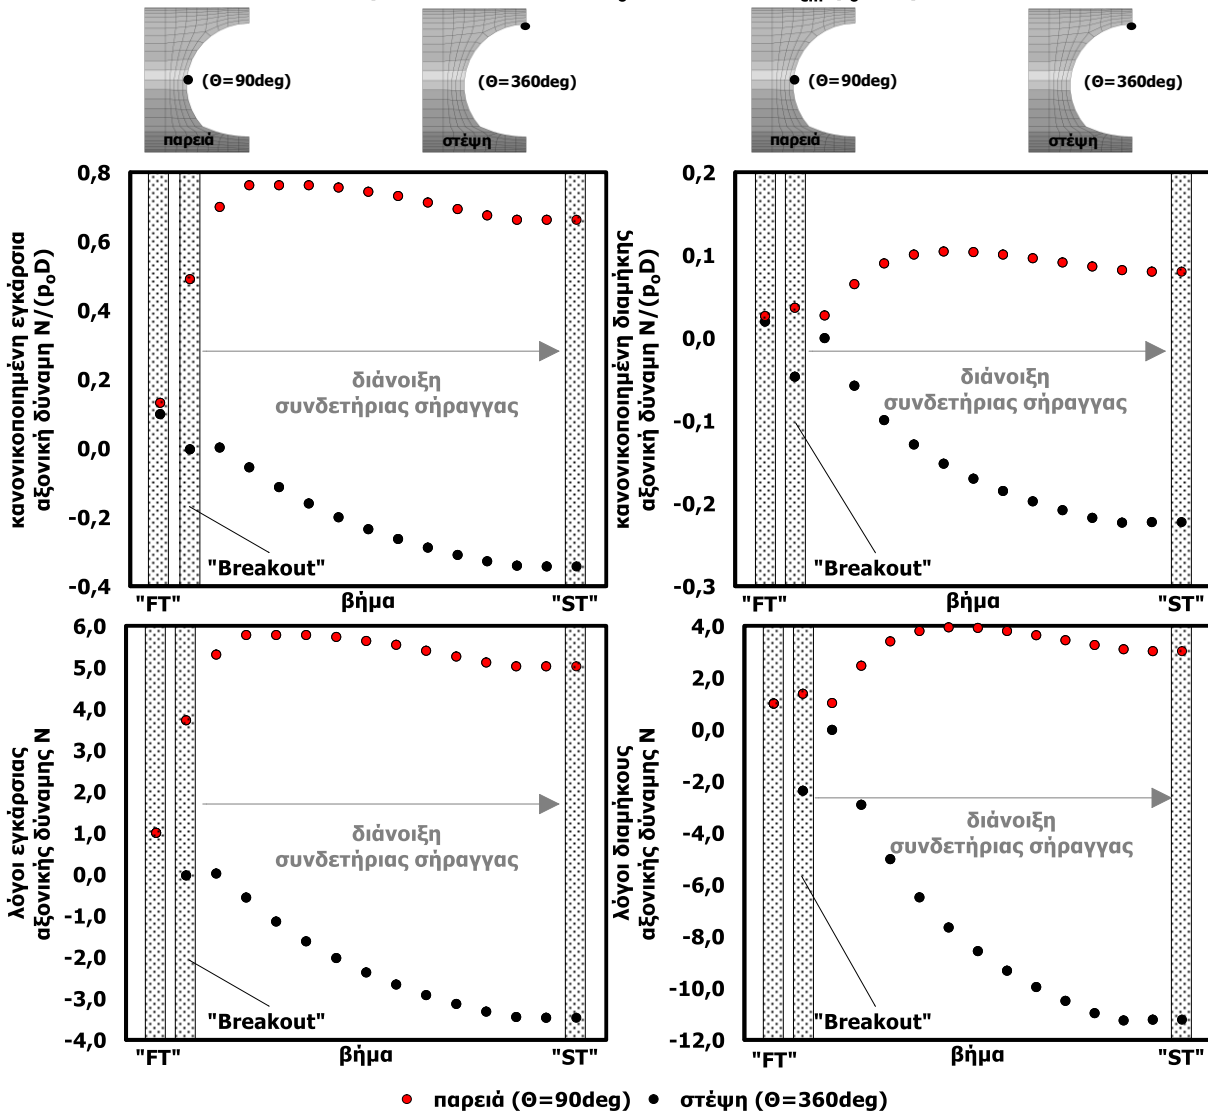 (Θ=90deg)
παρειά
(Θ=360deg)
στέψη
(Θ=90deg)
παρειά
(Θ=360deg)
στέψη
κανονικοποιημένη εγκάρσια
αξονική δύναμη N/(poD)
0,8
0,6
0,4
0,2
0,0
-0,2
-0,4
διάνοιξη
συνδετήριας σήραγγας
"Breakout"
"FT"
βήμα
"ST"
κανονικοποιημένη διαμήκης
αξονική δύναμη N/(poD)
0,2
0,1
0,0
-0,1
-0,2
-0,3
διάνοιξη
συνδετήριας σήραγγας
"Breakout"
"FT"
βήμα
"ST"
λόγοι εγκάρσιας
αξονικής δύναμης N
6,0
5,0
4,0
3,0
2,0
1,0
0,0
-1,0
-2,0
-3,0
-4,0
διάνοιξη
συνδετήριας σήραγγας
"Breakout"
"FT"
βήμα
"ST"
λόγοι διαμήκους
αξονικής δύναμης N
4,0
2,0
0,0
-2,0
-4,0
-6,0
-8,0
-10,0
-12,0
διάνοιξη
συνδετήριας σήραγγας
"Breakout"
"FT"
βήμα
"ST"
παρειά (Θ=90deg)
στέψη (Θ=360deg)